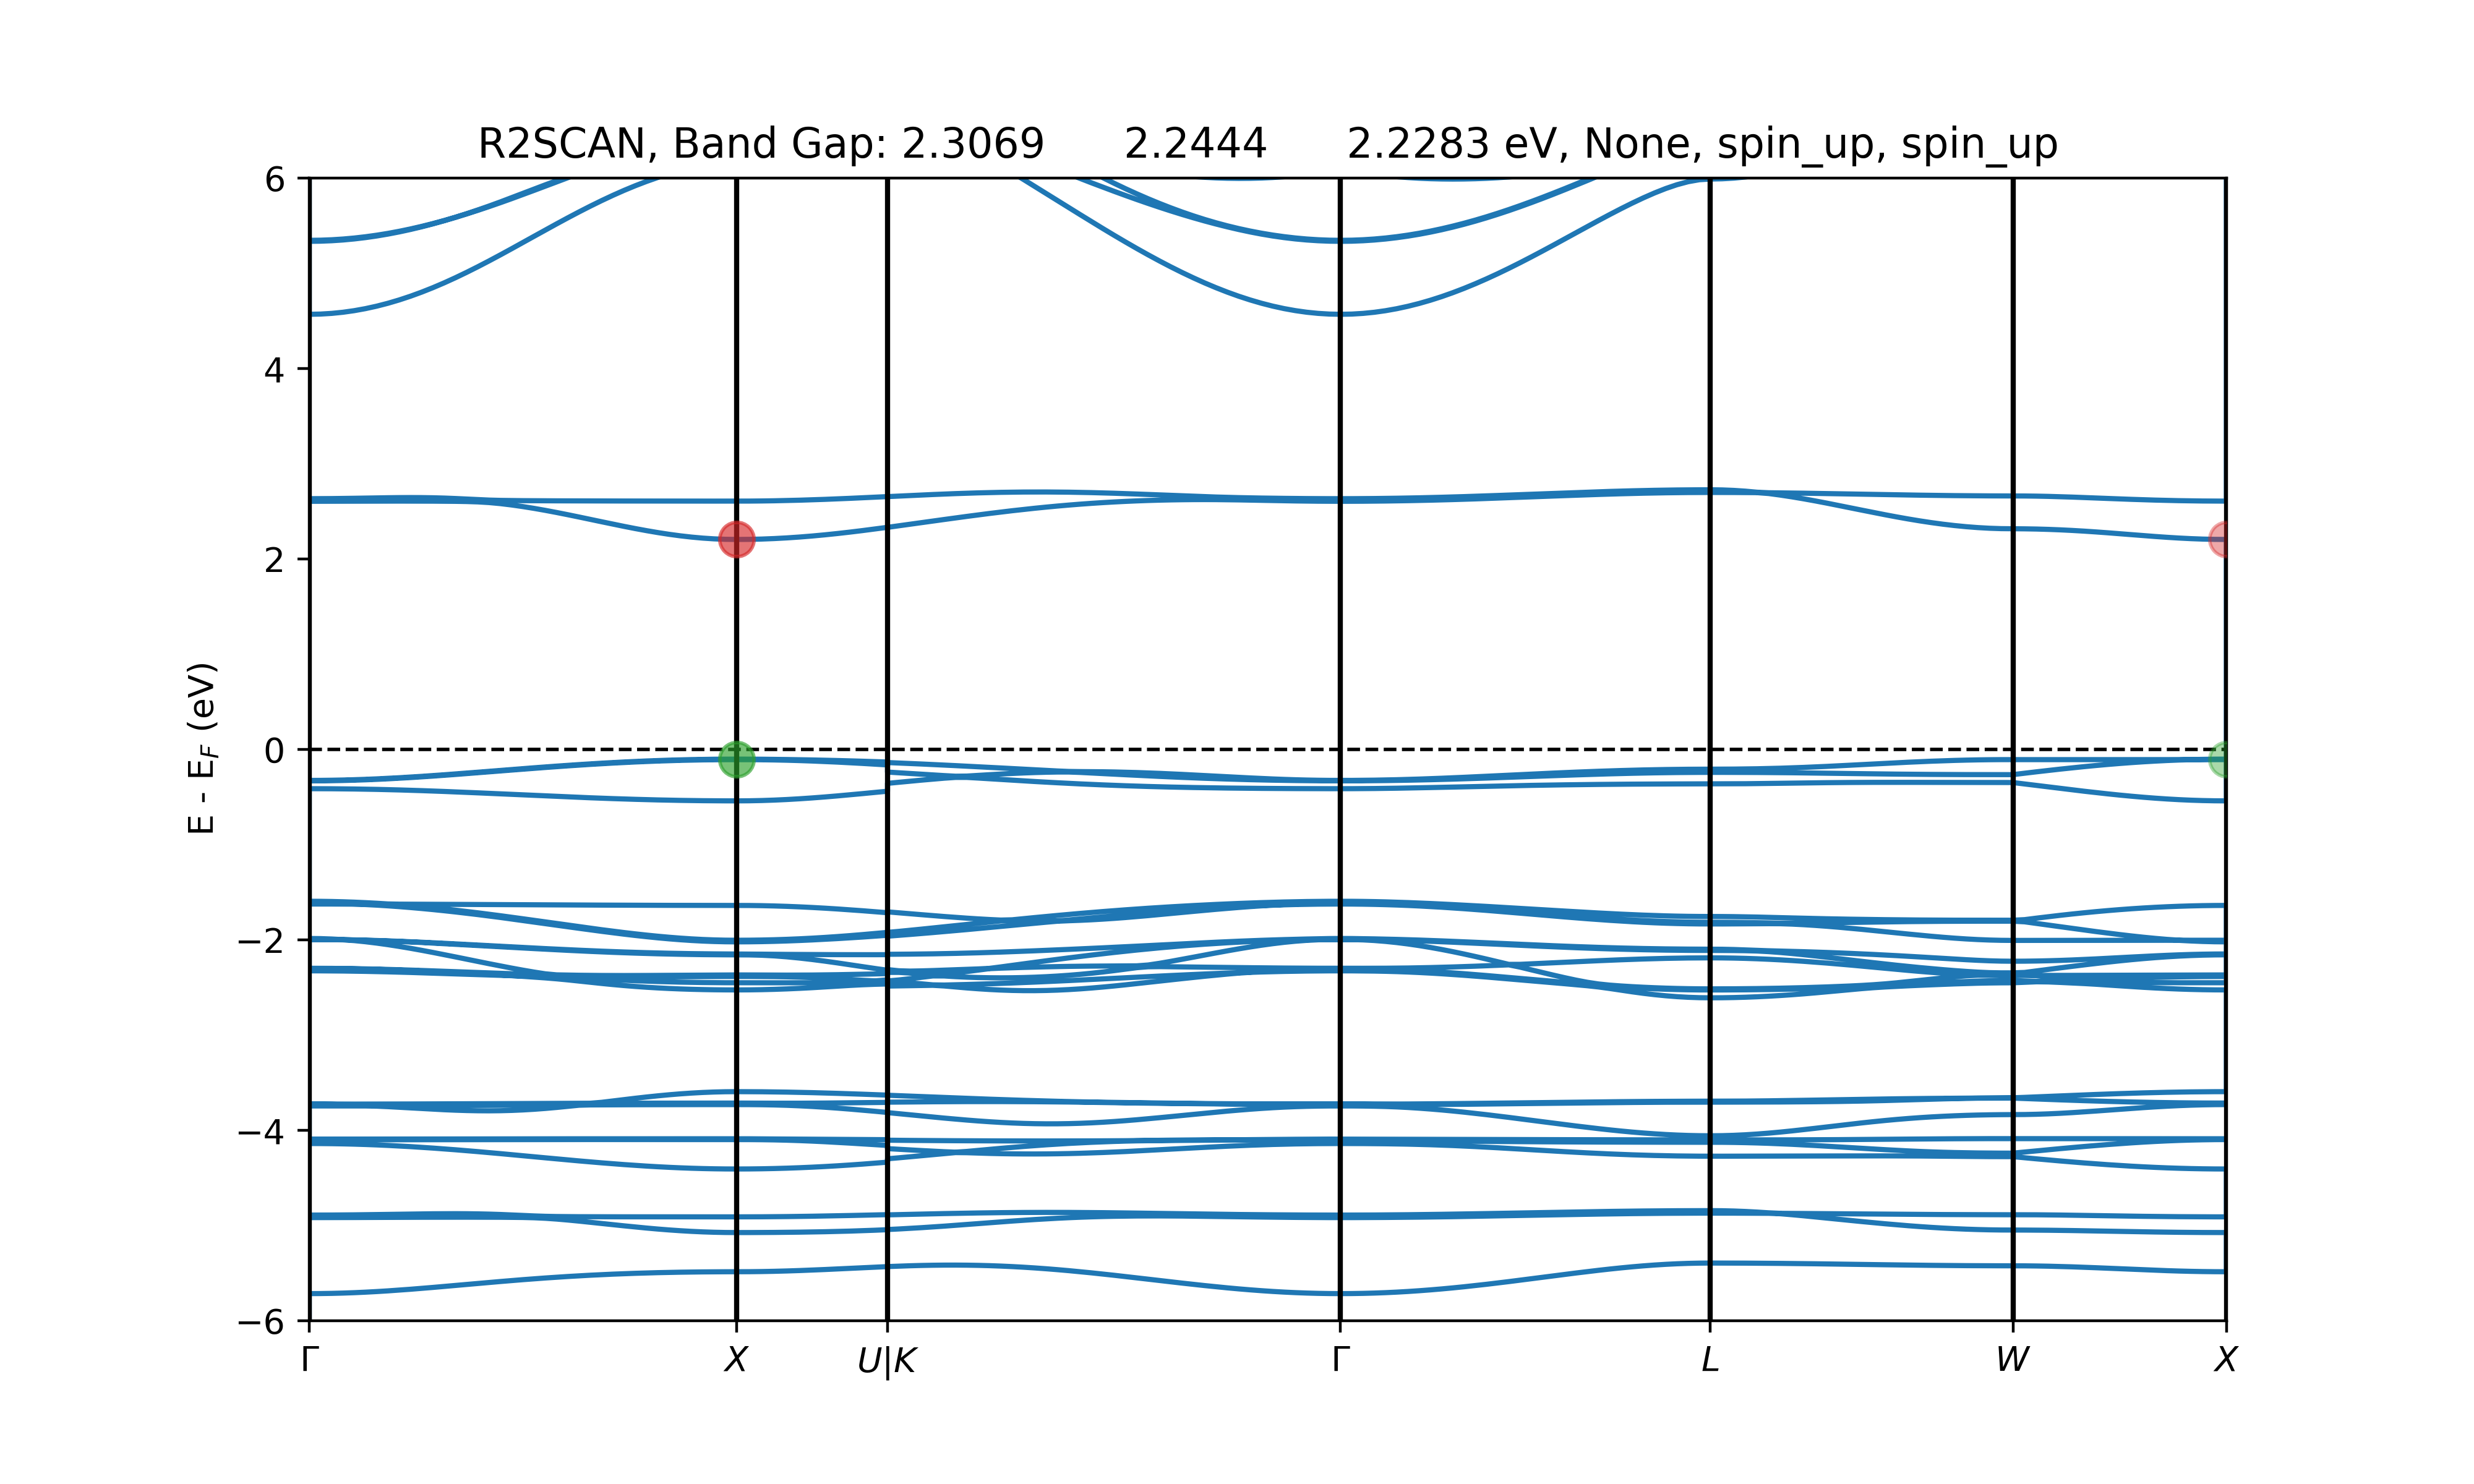 R2SCAN, Band Gap: 2.3069 2.2444 2.2283 eV, None, spin_up, spin_up
6
4
2
0
−2
−4
−6
E - E_F (eV)
Γ X U|K Γ L W X